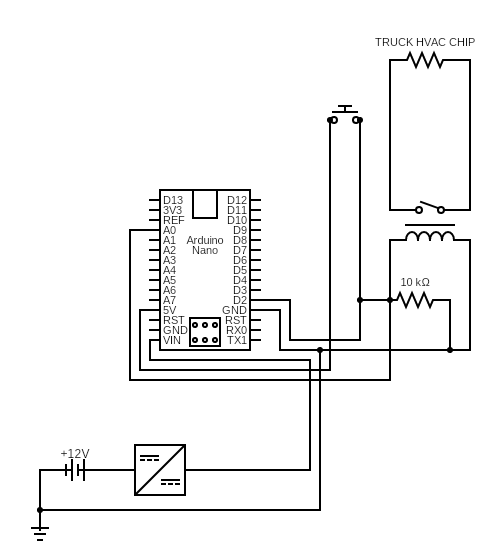 TRUCK HVAC CHIP
D13
3V3
REF
A0
A1
A2
A3
A4
A5
A6
A7
5V
RST
GND
VIN
Arduino
Nano
D12
D11
D10
D9
D8
D7
D6
D5
D4
D3
D2
GND
RST
RX0
TX1
10 kΩ
+12V